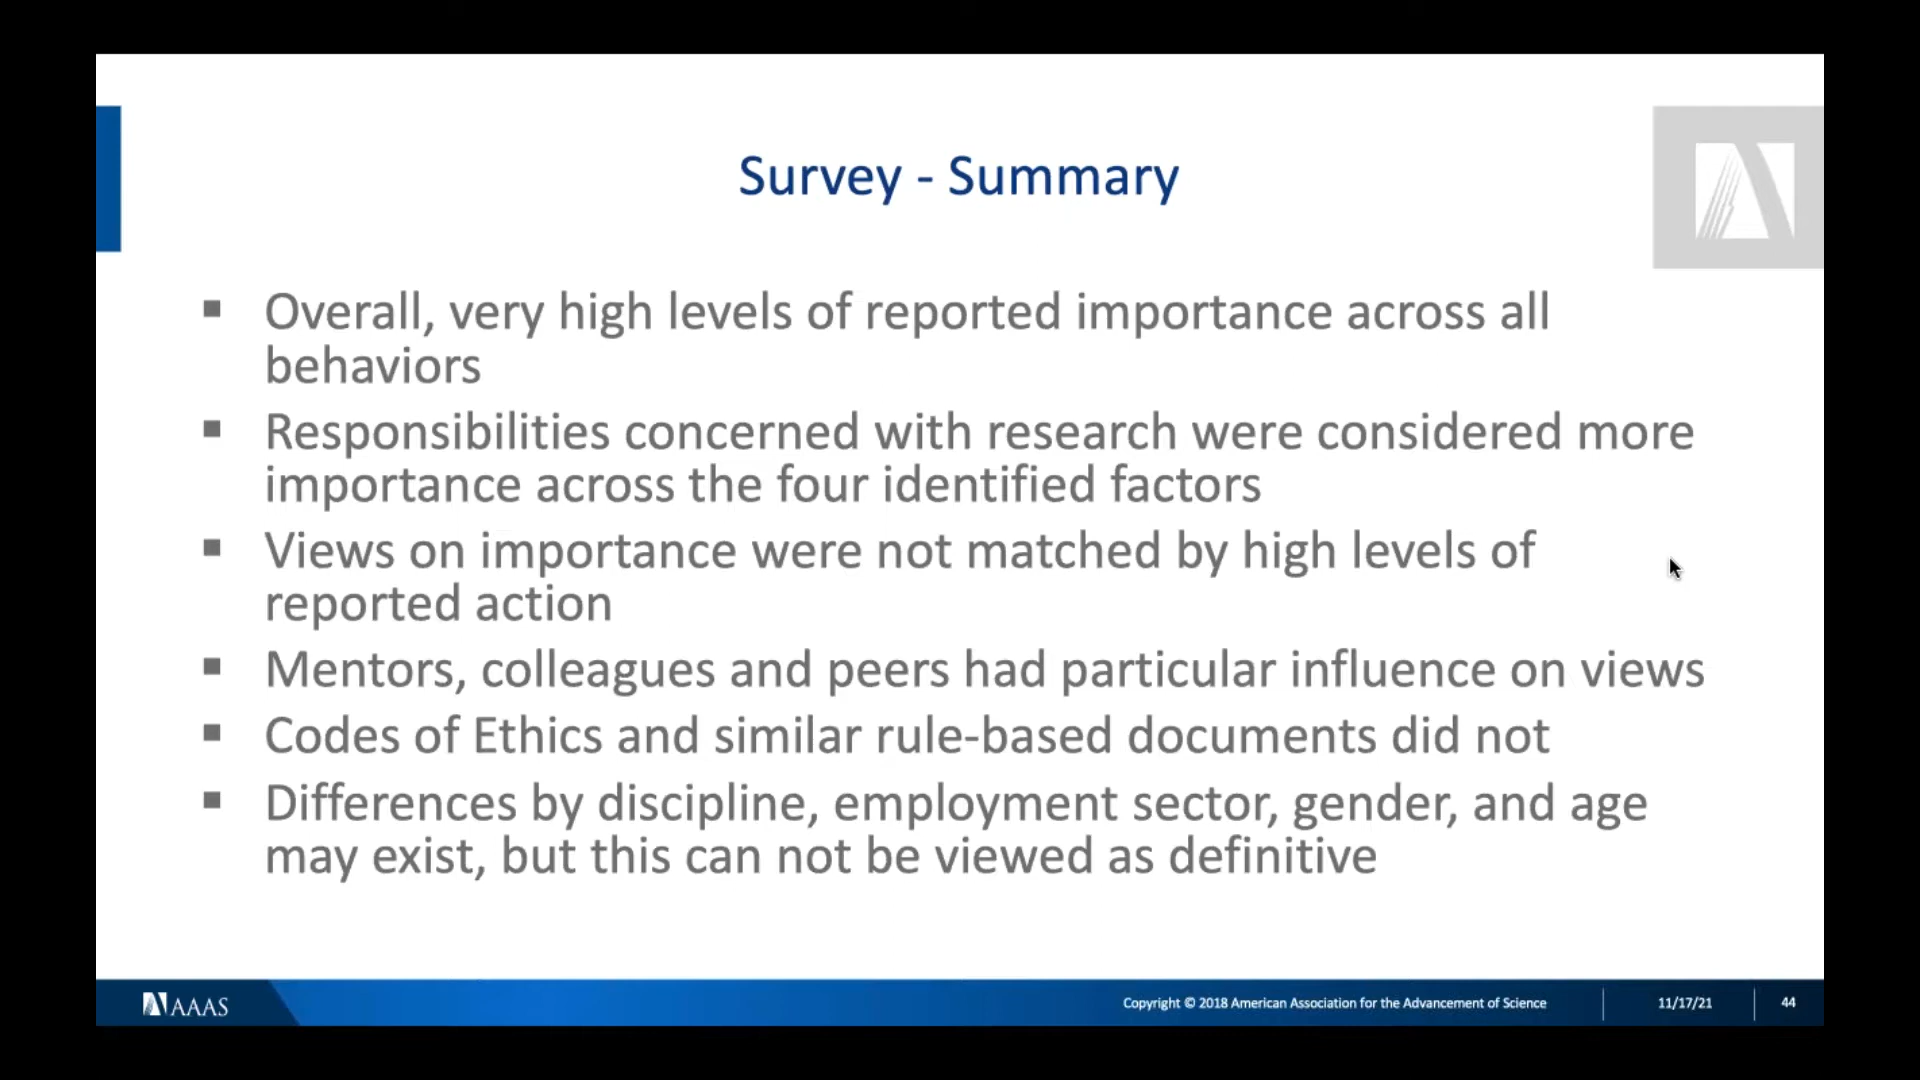 Survey - Summary
▪ Overall, very high levels of reported importance across all
behaviors
▪ Responsibilities concerned with research were considered more
importance across the four identified factors
▪ Views on importance were not matched by high levels of
reported action
▪ Mentors, colleagues and peers had particular influence on views
▪ Codes of Ethics and similar rule-based documents did not
▪ Differences by discipline, employment sector, gender, and age
may exist, but this can not be viewed as definitive
AAAS
Copyright © 2018 American Association for the Advancement of Science
11/17/21
44